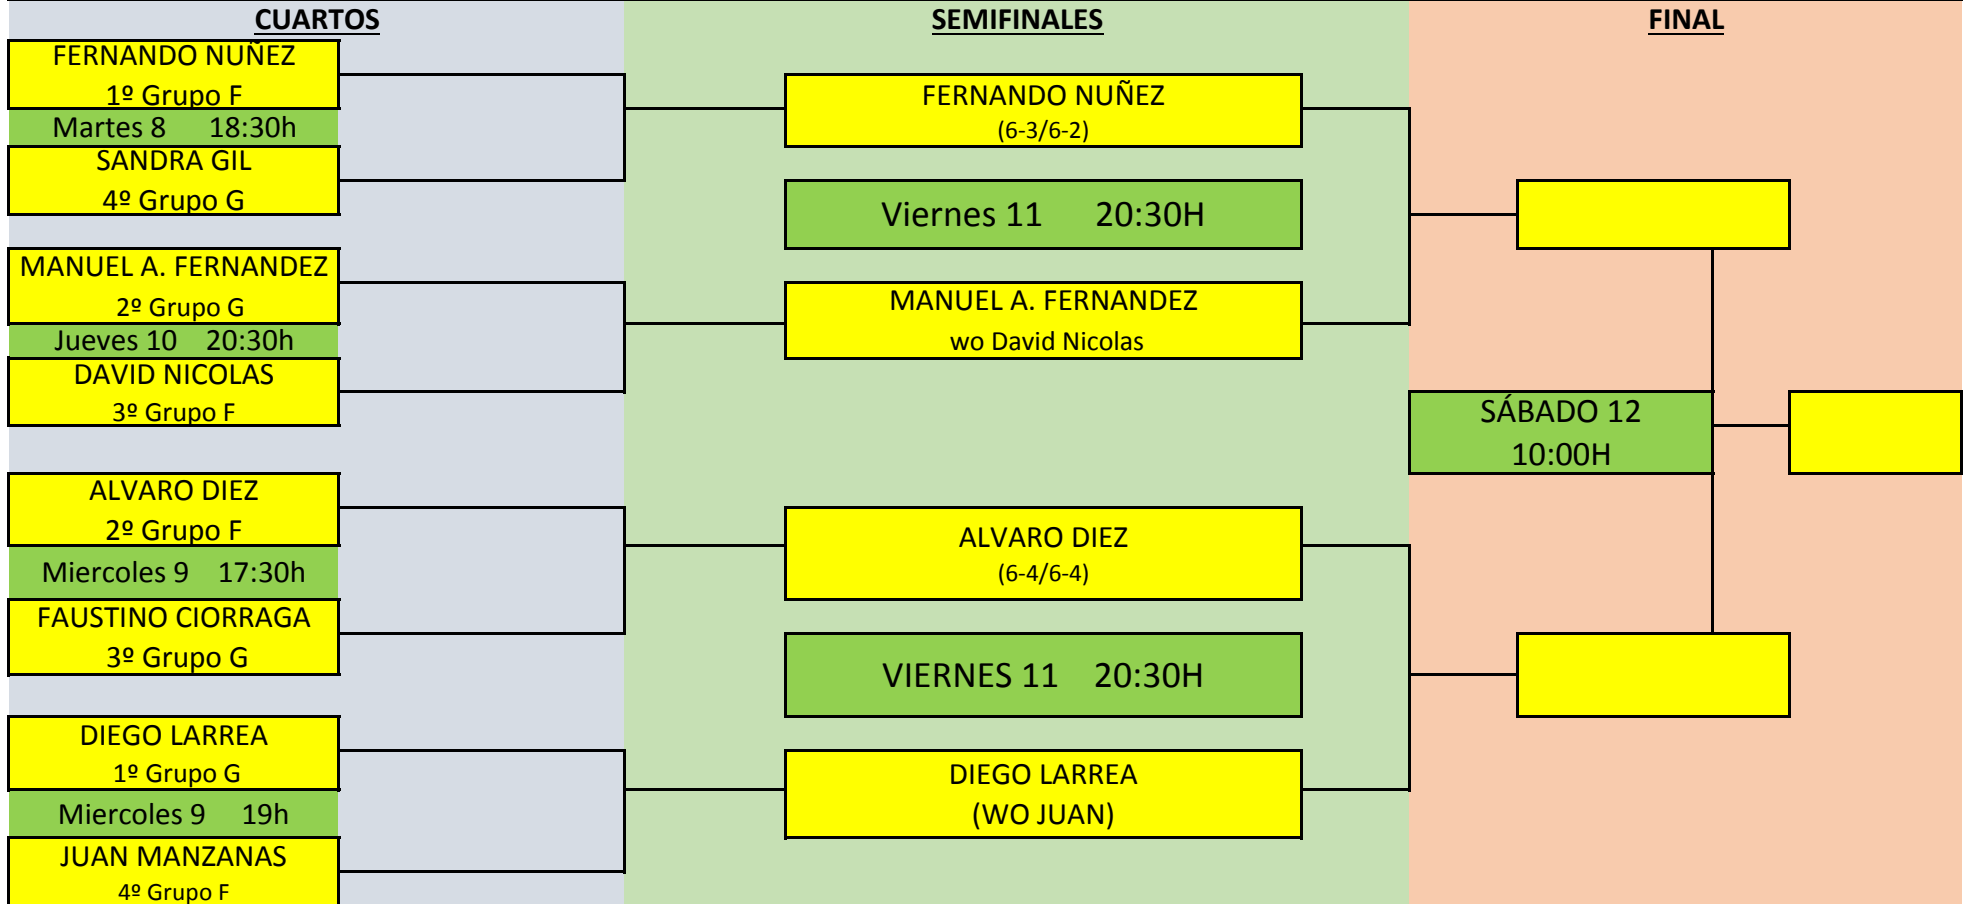 CUARTOS
SEMIFINALES
FINAL
FERNANDO NUÑEZ
1º Grupo F
Martes 8 18:30h
SANDRA GIL
4º Grupo G
MANUEL A. FERNANDEZ
2º Grupo G
Jueves 10 20:30h
DAVID NICOLAS
3º Grupo F
ALVARO DIEZ
2º Grupo F
Miercoles 9 17:30h
FAUSTINO CIORRAGA
3º Grupo G
DIEGO LARREA
1º Grupo G
Miercoles 9 19h
JUAN MANZANAS
4º Grupo F
FERNANDO NUÑEZ
(6-3/6-2)
Viernes 11 20:30H
MANUEL A. FERNANDEZ
wo David Nicolas
ALVARO DIEZ
(6-4/6-4)
VIERNES 11 20:30H
DIEGO LARREA
(WO JUAN)
SÁBADO 12
10:00H